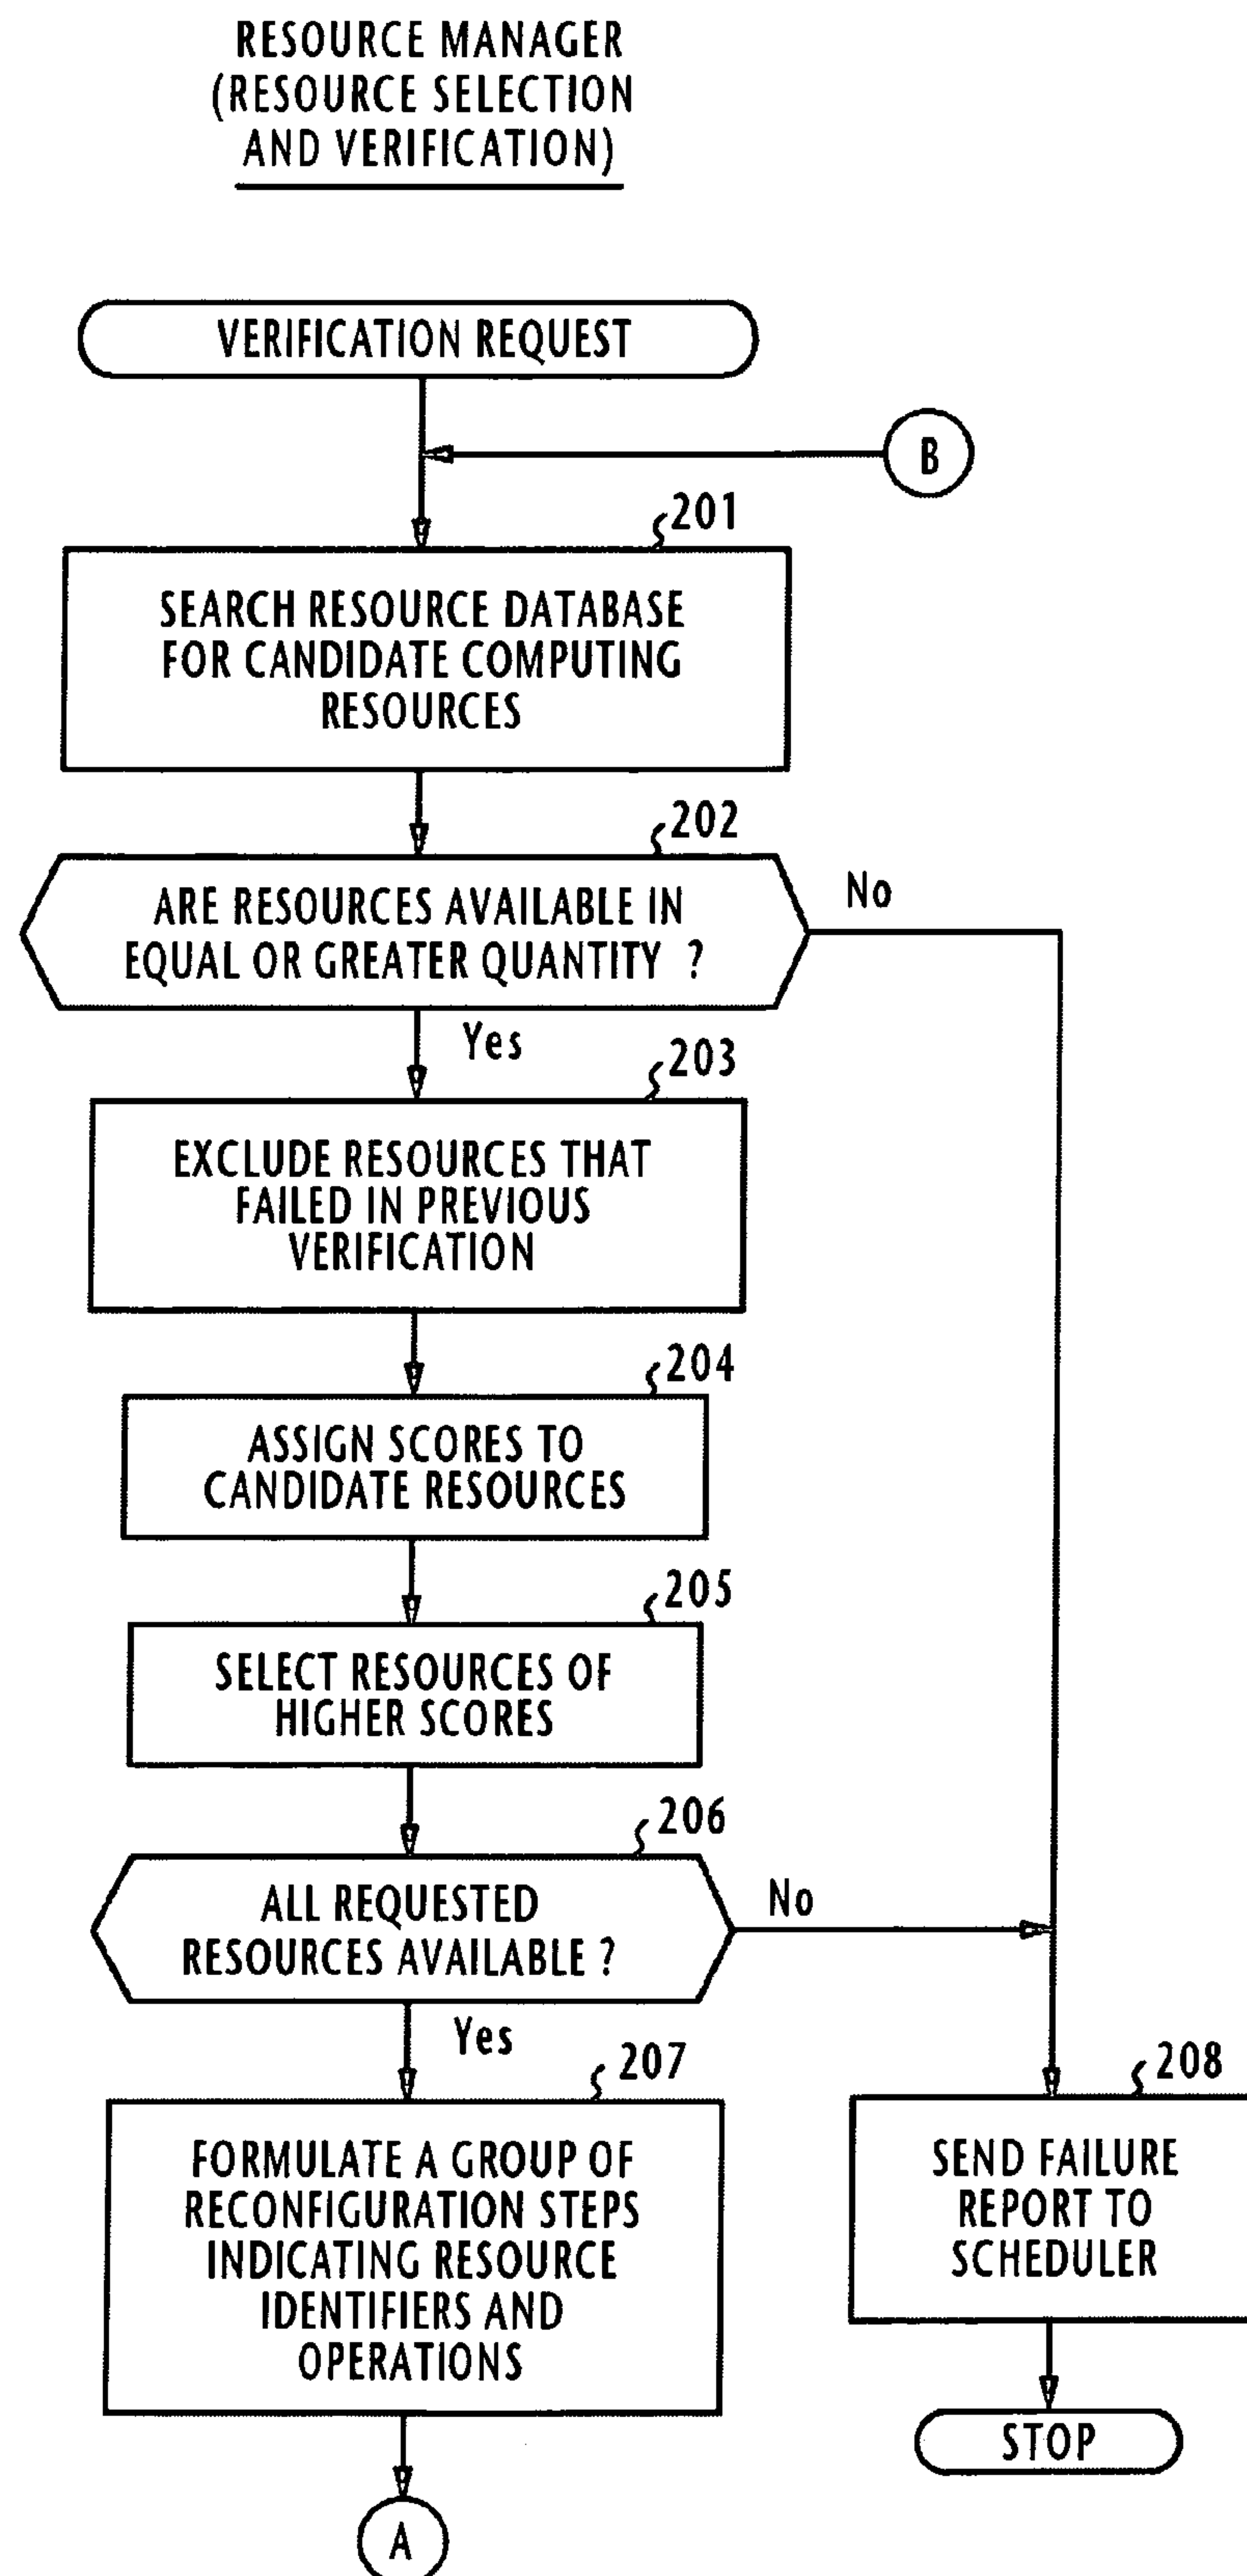 RESOURCE MANAGER
(RESOURCE SELECTION
AND VERIFICATION)
VERIFICATION REQUEST
B
201
SEARCH RESOURCE DATABASE
FOR CANDIDATE COMPUTING
RESOURCES
202
ARE RESOURCES AVAILABLE IN
EQUAL OR GREATER QUANTITY ?
No
Yes
203
EXCLUDE RESOURCES THAT
FAILED IN PREVIOUS
VERIFICATION
204
ASSIGN SCORES TO
CANDIDATE RESOURCES
205
SELECT RESOURCES OF
HIGHER SCORES
206
ALL REQUESTED
RESOURCES AVAILABLE ?
No
Yes
207
FORMULATE A GROUP OF
RECONFIGURATION STEPS
INDICATING RESOURCE
IDENTIFIERS AND
OPERATIONS
208
SEND FAILURE
REPORT TO
SCHEDULER
STOP
A